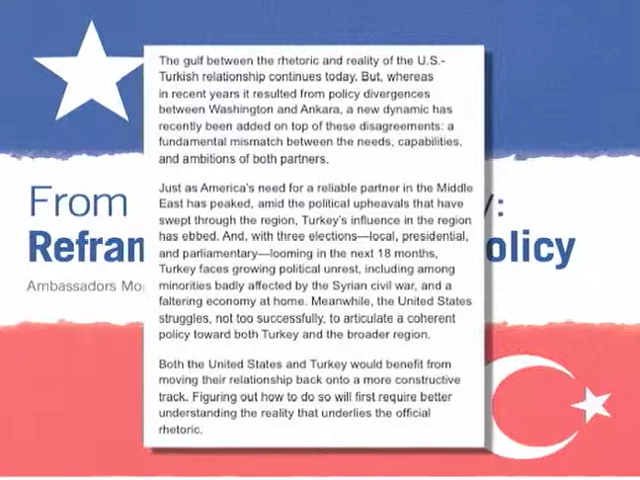 The gulf between the rhetoric and reality of the U.S.-
Turkish relationship continues today. But, whereas
in recent years it resulted from policy divergences
between Washington and Ankara, a new dynamic has
recently been added on top of these disagreements: a
fundamental mismatch between the needs, capabilities,
and ambitions of both partners.
Just as America's need for a reliable partner in the Middle
East has peaked, amid the political upheavals that have
swept through the region, Turkey's influence in the region
has ebbed. And, with three elections—local, presidential,
and parliamentary—looming in the next 18 months,
Turkey faces growing political unrest, including among
minorities badly affected by the Syrian civil war, and a
faltering economy at home. Meanwhile, the United States
struggles, not too successfully, to articulate a coherent
policy toward both Turkey and the broader region.
Both the United States and Turkey would benefit from
moving their relationship back onto a more constructive
track. Figuring out how to do so will first require better
understanding the reality that underlies the official
rhetoric.
From
y:
Refran
olicy
Ambassadors Mo